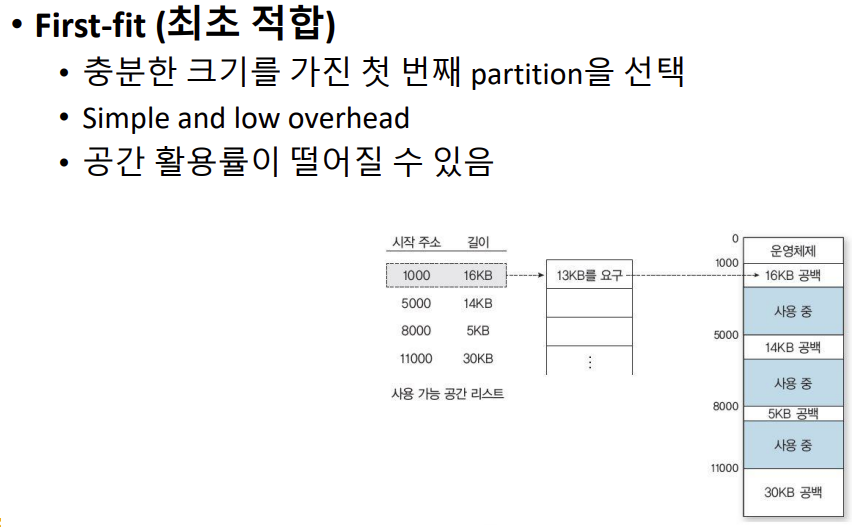 • First-fit (최초 적합)
• 충분한 크기를 가진 첫 번째 partition을 선택
• Simple and low overhead
• 공간 활용률이 떨어질 수 있음
시작 주소 길이
1000 16KB
5000 14KB
8000 5KB
11000 30KB
사용 가능 공간 리스트
13KB를 요구
⋮
0
운영체제
1000
16KB 공백
사용 중
5000
14KB 공백
사용 중
8000
5KB 공백
사용 중
11000
30KB 공백